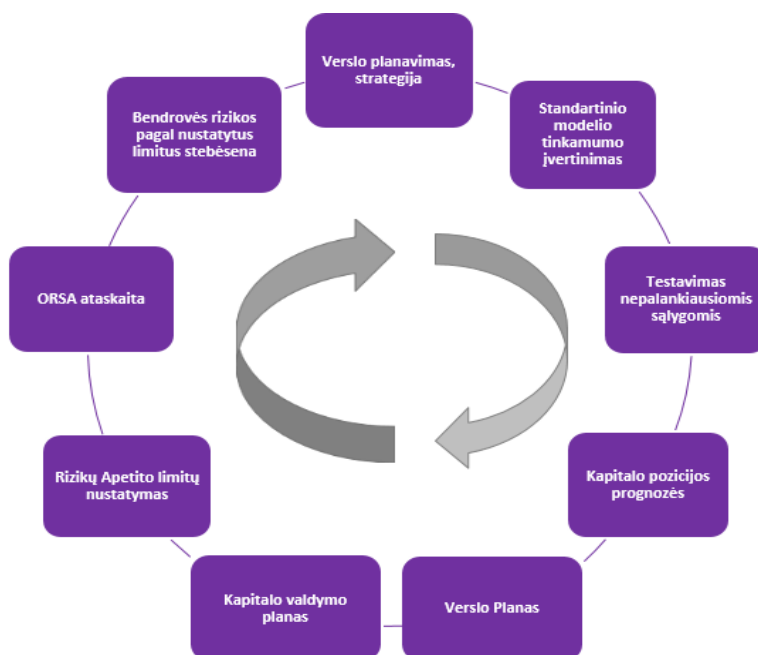 Verslo planavimas,
strategija
Standartinio
modelio
tinkamumo
įvertinimas
Testavimas
nepalankiausiomis
sąlygomis
Kapitalo pozicijos
prognozės
Verslo Planas
Kapitalo valdymo
planas
Rizikų Apetito limitų
nustatymas
ORSA ataskaita
Bendrovės rizikos
pagal nustatytus
limitus stebėsena